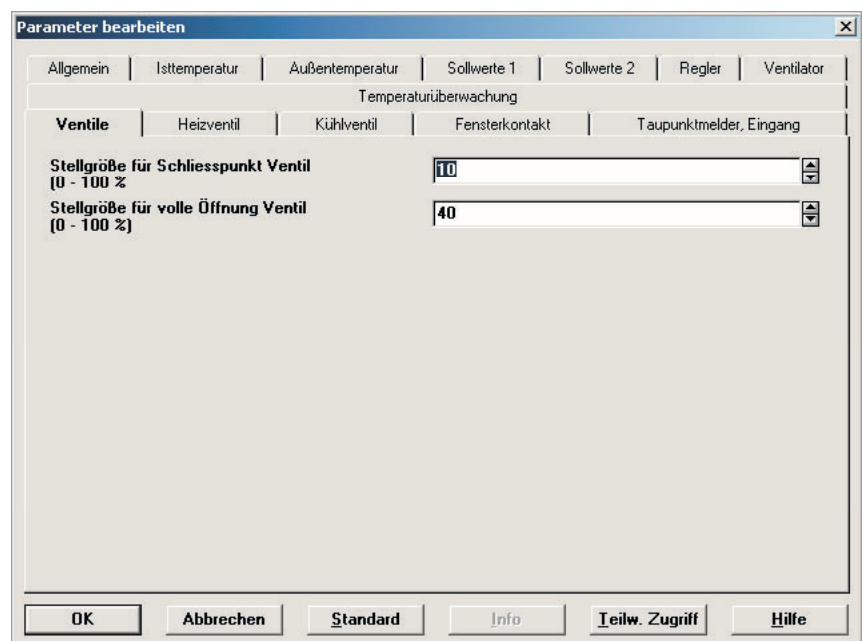 Parameter bearbeiten
Allgemein Isttemperatur Außentemperatur Sollwerte 1 Sollwerte 2 Regler Ventilator
Temperaturüberwachung
Ventile Heizventil Kühlventil Fensterkontakt Taupunktmelder, Eingang
Stellgröße für Schliesspunkt Ventil
(0 - 100 %
10
Stellgröße für volle Öffnung Ventil
(0 - 100 %)
40
OK Abbrechen Standard Info Teilw. Zugriff Hilfe